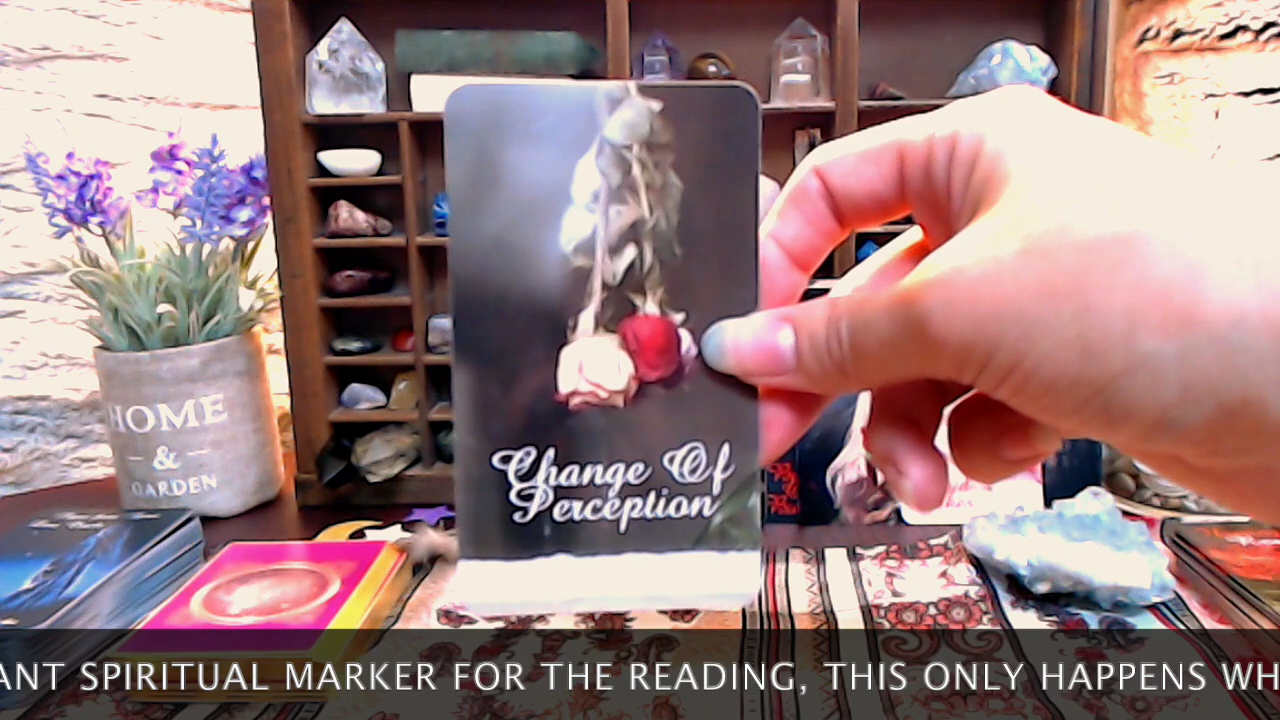 HOME
&
GARDEN
Change Of
Perception
ANT SPIRITUAL MARKER FOR THE READING, THIS ONLY HAPPENS WH